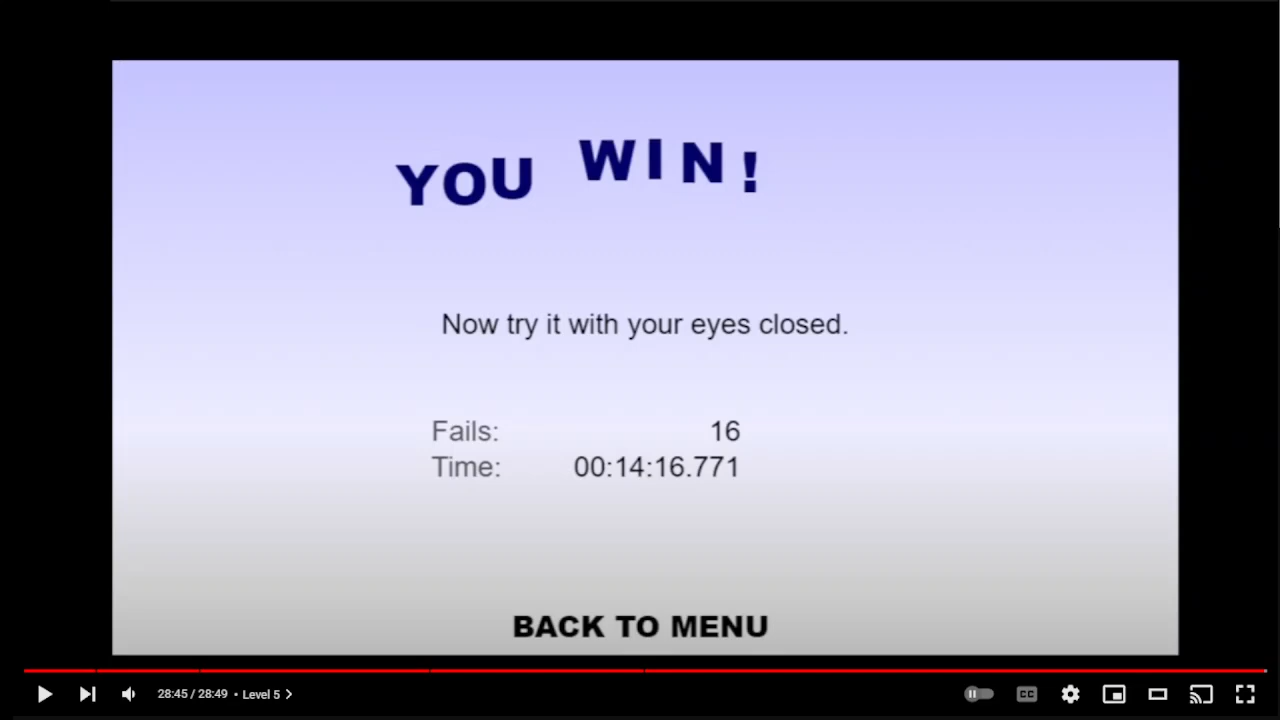 YOU WIN!
Now try it with your eyes closed.
Fails: 16
Time: 00:14:16.771
BACK TO MENU
28:45 / 28:49 • Level 5
CC